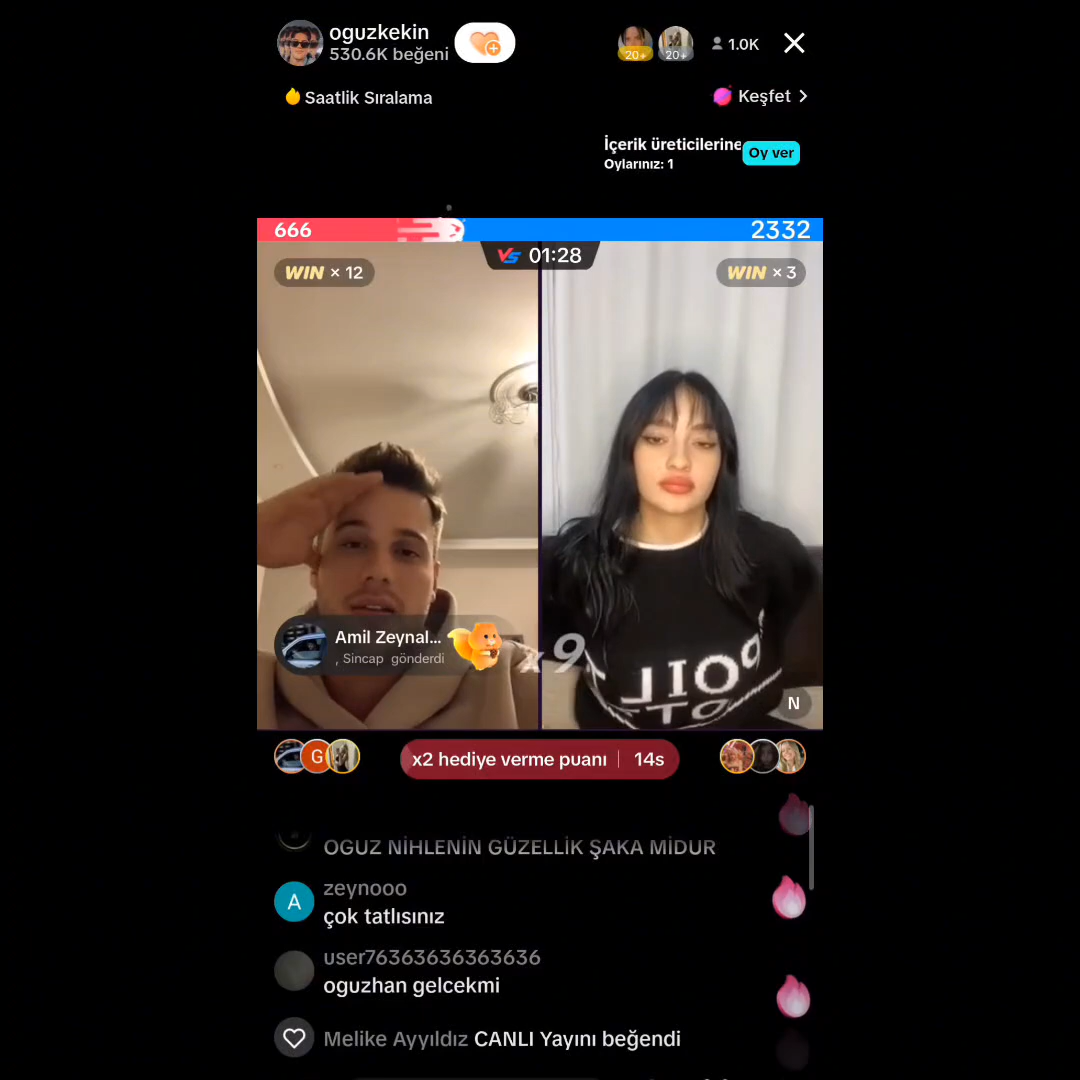 oguzkekin
530.6K beğeni
20+
20+
1.0K
Saatlik Sıralama
Keşfet
İçerik üreticilerine
Oylarınız: 1
Oy ver
666
2332
VS 01:28
WIN × 12
WIN × 3
Amil Zeynal...
, Sincap gönderdi
x 9
N
G
x2 hediye verme puanı | 14s
OGUZ NİHLENİN GÜZELLİK ŞAKA MİDUR
zeynooo
A
çok tatlısınız
user76363636363636
oguzhan gelcekmi
Melike Ayyıldız CANLI Yayını beğendi